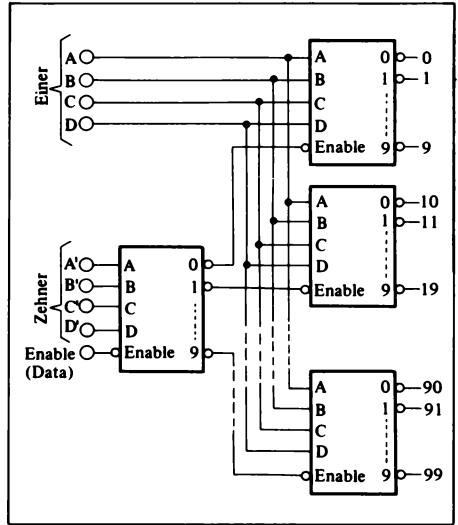 Einer
A
B
C
D
A 0 0
B 1 1
C
D
Enable 9 9
A 0 10
B 1 11
C
D
Enable 9 19
Zehner
A'
B'
C'
D'
Enable
(Data)
A 0
B 1
C
D
Enable 9
A 0 90
B 1 91
C
D
Enable 9 99